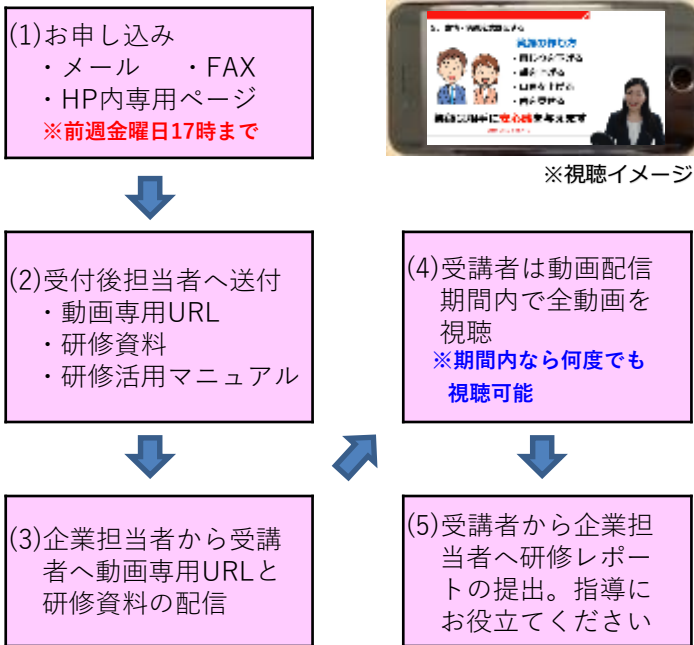 (1)お申し込み
・メール ・FAX
・HP内専用ページ
※前週金曜日17時まで
※視聴イメージ
(2)受付後担当者へ送付
・動画専用URL
・研修資料
・研修活用マニュアル
(3)企業担当者から受講
者へ動画専用URLと
研修資料の配信
(4)受講者は動画配信
期間内で全動画を
視聴
※期間内なら何度でも
視聴可能
(5)受講者から企業担
当者へ研修レポー
トの提出。指導に
お役立てください